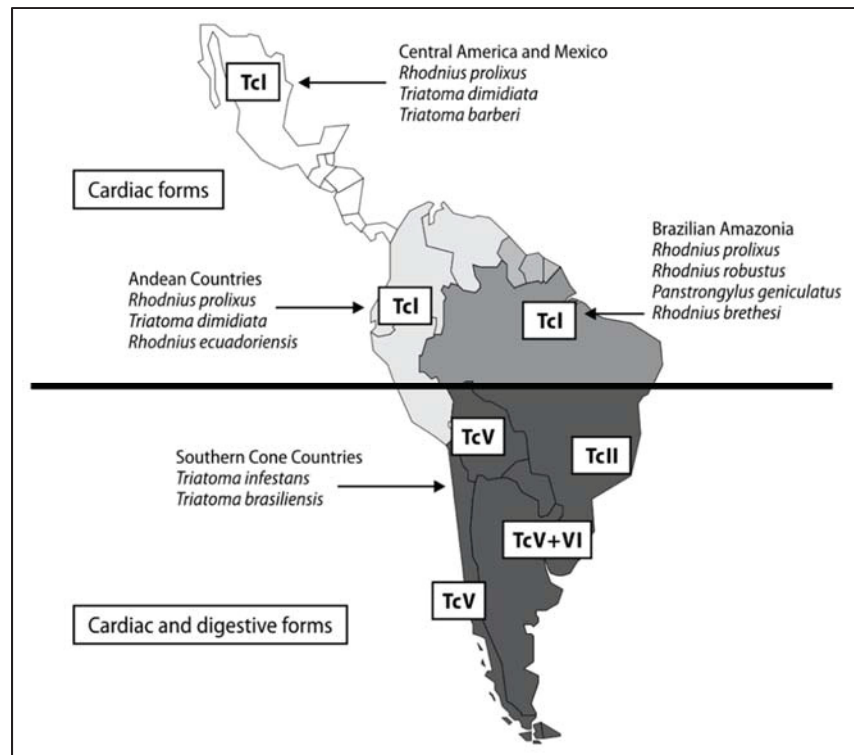 Central America and Mexico
Rhodnius prolixus
Triatoma dimidiata
Triatoma barberi
TcI
Cardiac forms
Brazilian Amazonia
Rhodnius prolixus
Rhodnius robustus
Panstrongylus geniculatus
Rhodnius brethesi
Andean Countries
Rhodnius prolixus
Triatoma dimidiata
Rhodnius ecuadoriensis
TcI
TcI
Southern Cone Countries
Triatoma infestans
Triatoma brasiliensis
TcV
TcII
TcV+VI
TcV
Cardiac and digestive forms